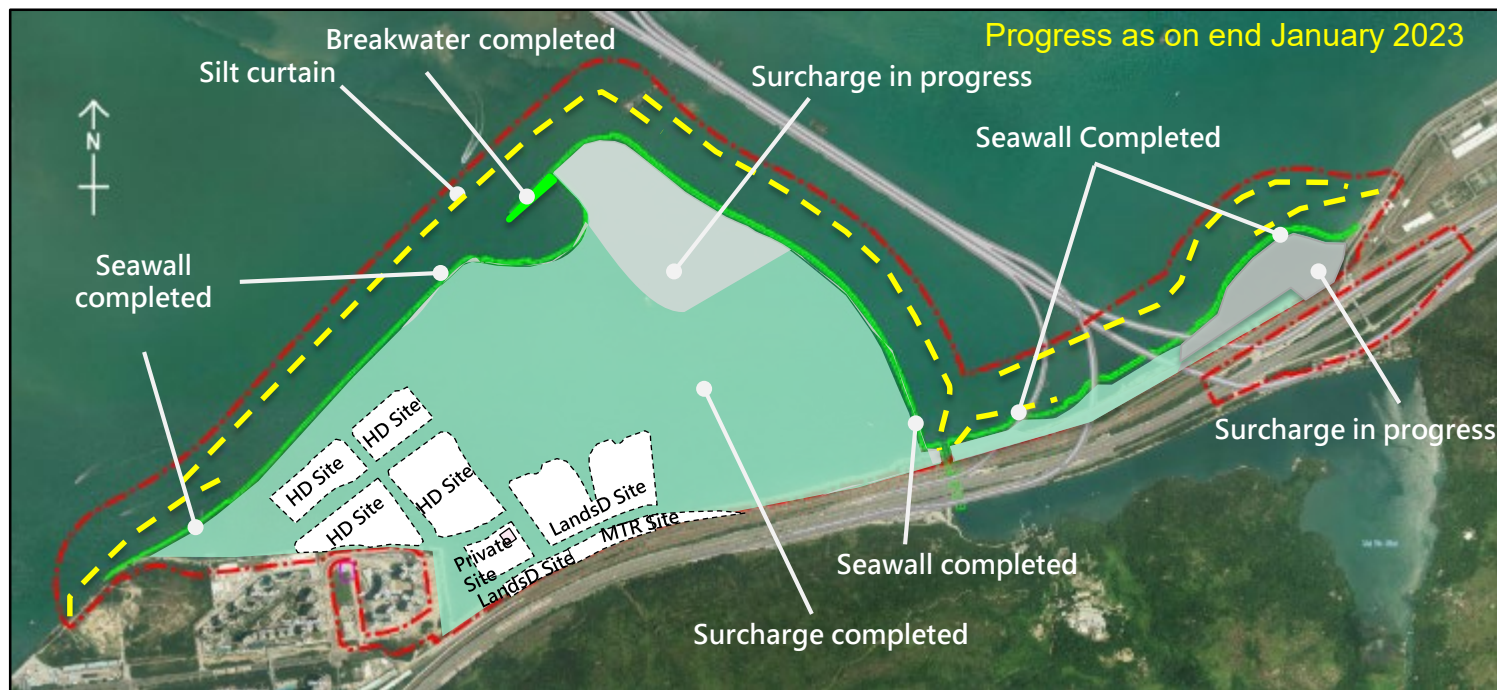 Progress as on end January 2023
Breakwater completed
Silt curtain
Surcharge in progress
Seawall Completed
N
Seawall
completed
Surcharge in progress
HD Site
HD Site
HD Site
HD Site
LandsD Site
MTR Site
Private
Site
LandsD Site
Seawall completed
Surcharge completed